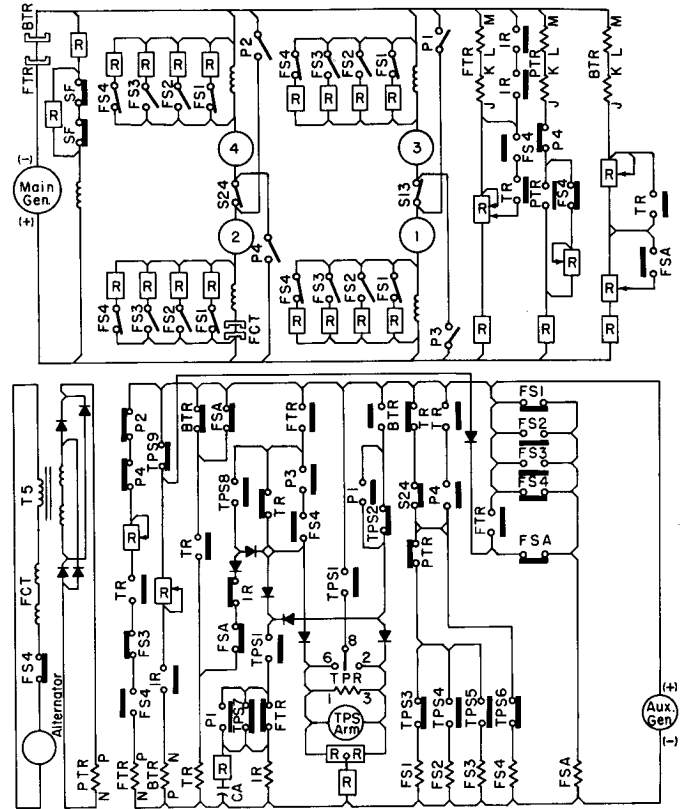 BTR
FTR
R
SF
R
SF
(-)
Main
Gen.
(+)
R R R R
FS4
FS3
FS2
FS1
P2
4
S24
2
P4
R R R R
FS4
FS3
FS2
FS1
FCT
FS4
FS3
FS2
FS1
R R R R
P1
3
S13
1
FS4
FS3
FS2
FS1
R R R R
P3
FTR
M
L
K
J
IR
IR
FS4
TR
R
R
PTR
M
L
K
J
P4
PTR
FS4
R
R
BTR
M
L
K
J
R
TR
FSA
R
R
T5
FCT
FS4
Alternator
PTR
P
N
P2
P4
R
TR
FS3
FS4
FTR
P
N
TPS9
R
IR
BTR
N
P
BTR
TR
TR
FSA
TPS8
IR
FSA
P1
TPS7
FTR
R
CA
TR
TPS1
IR
FTR
P3
FS4
TPS1
8
6
2
TPR
1
3
TPS
Arm
R R
R
BTR
P1
TPS2
TR
TR
S24
P4
PTR
TPS3
TPS4
TPS5
TPS6
FS1
FS2
FS3
FS4
FS1
FS2
FS3
FS4
FTR
FSA
FSA
(+)
Aux.
Gen
(-)